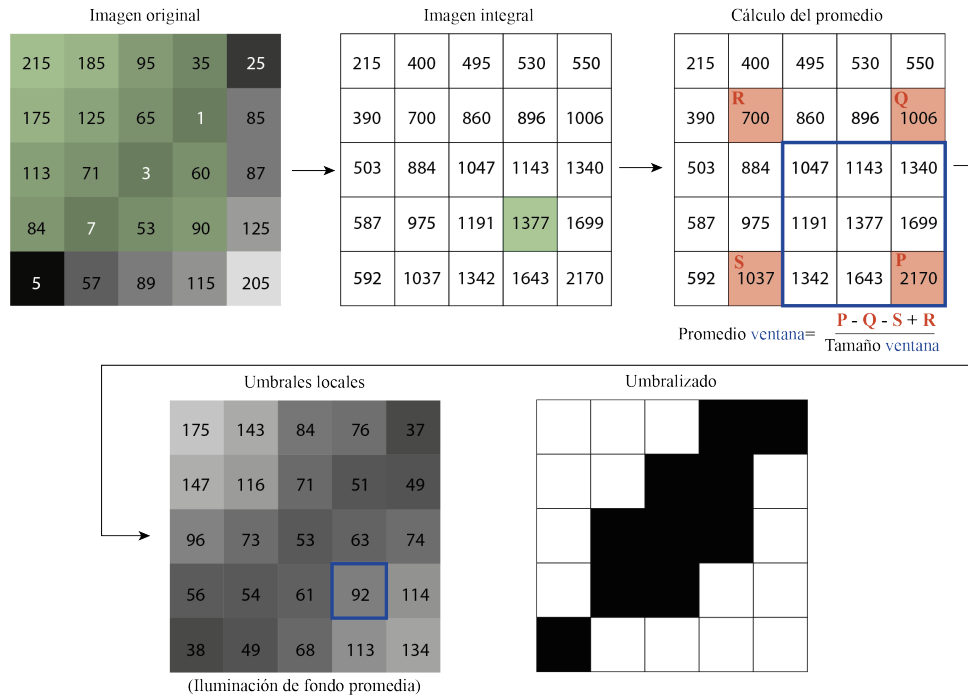 Imagen original
215 185 95 35 25
175 125 65 1 85
113 71 3 60 87
84 7 53 90 125
5 57 89 115 205
Imagen integral
215 400 495 530 550
390 700 860 896 1006
503 884 1047 1143 1340
587 975 1191 1377 1699
592 1037 1342 1643 2170
Cálculo del promedio
215 400 495 530 550
R Q
390 700 860 896 1006
503 884 1047 1143 1340
587 975 1191 1377 1699
S P
592 1037 1342 1643 2170
Promedio ventana= P - Q - S + R
Tamaño ventana
Umbrales locales
175 143 84 76 37
147 116 71 51 49
96 73 53 63 74
56 54 61 92 114
38 49 68 113 134
(Iluminación de fondo promedia)
Umbralizado